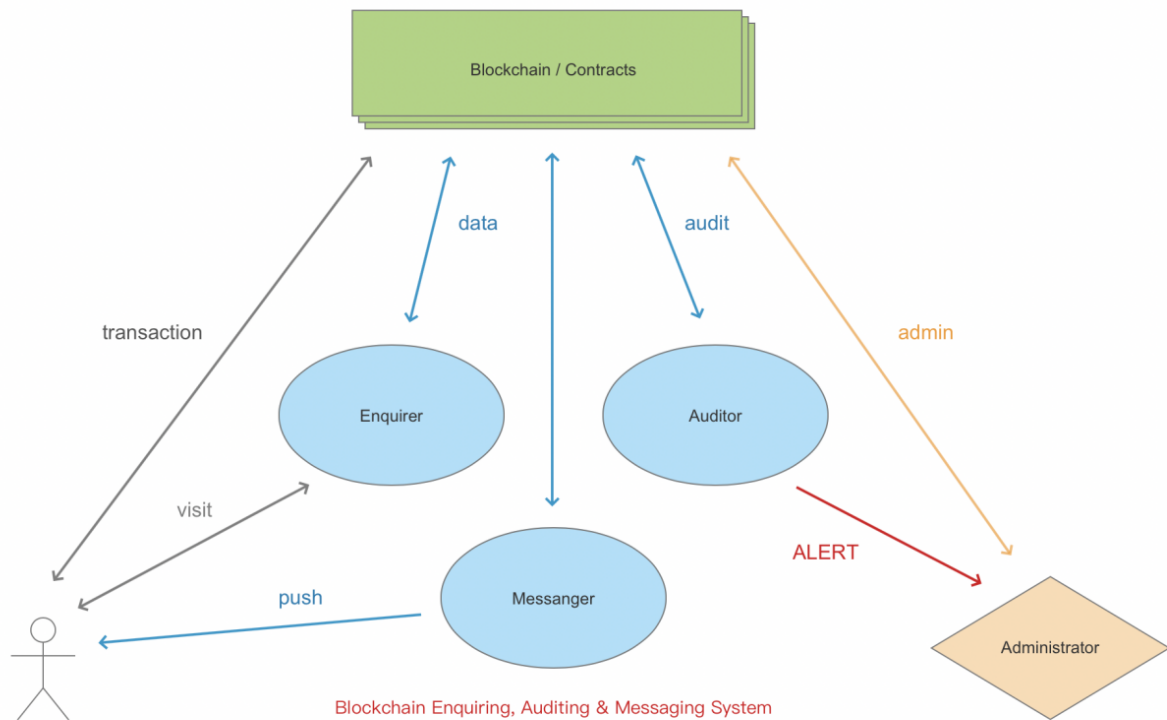 Blockchain / Contracts
data
audit
transaction
admin
Enquirer
Auditor
visit
ALERT
push
Messanger
Administrator
Blockchain Enquiring, Auditing & Messaging System